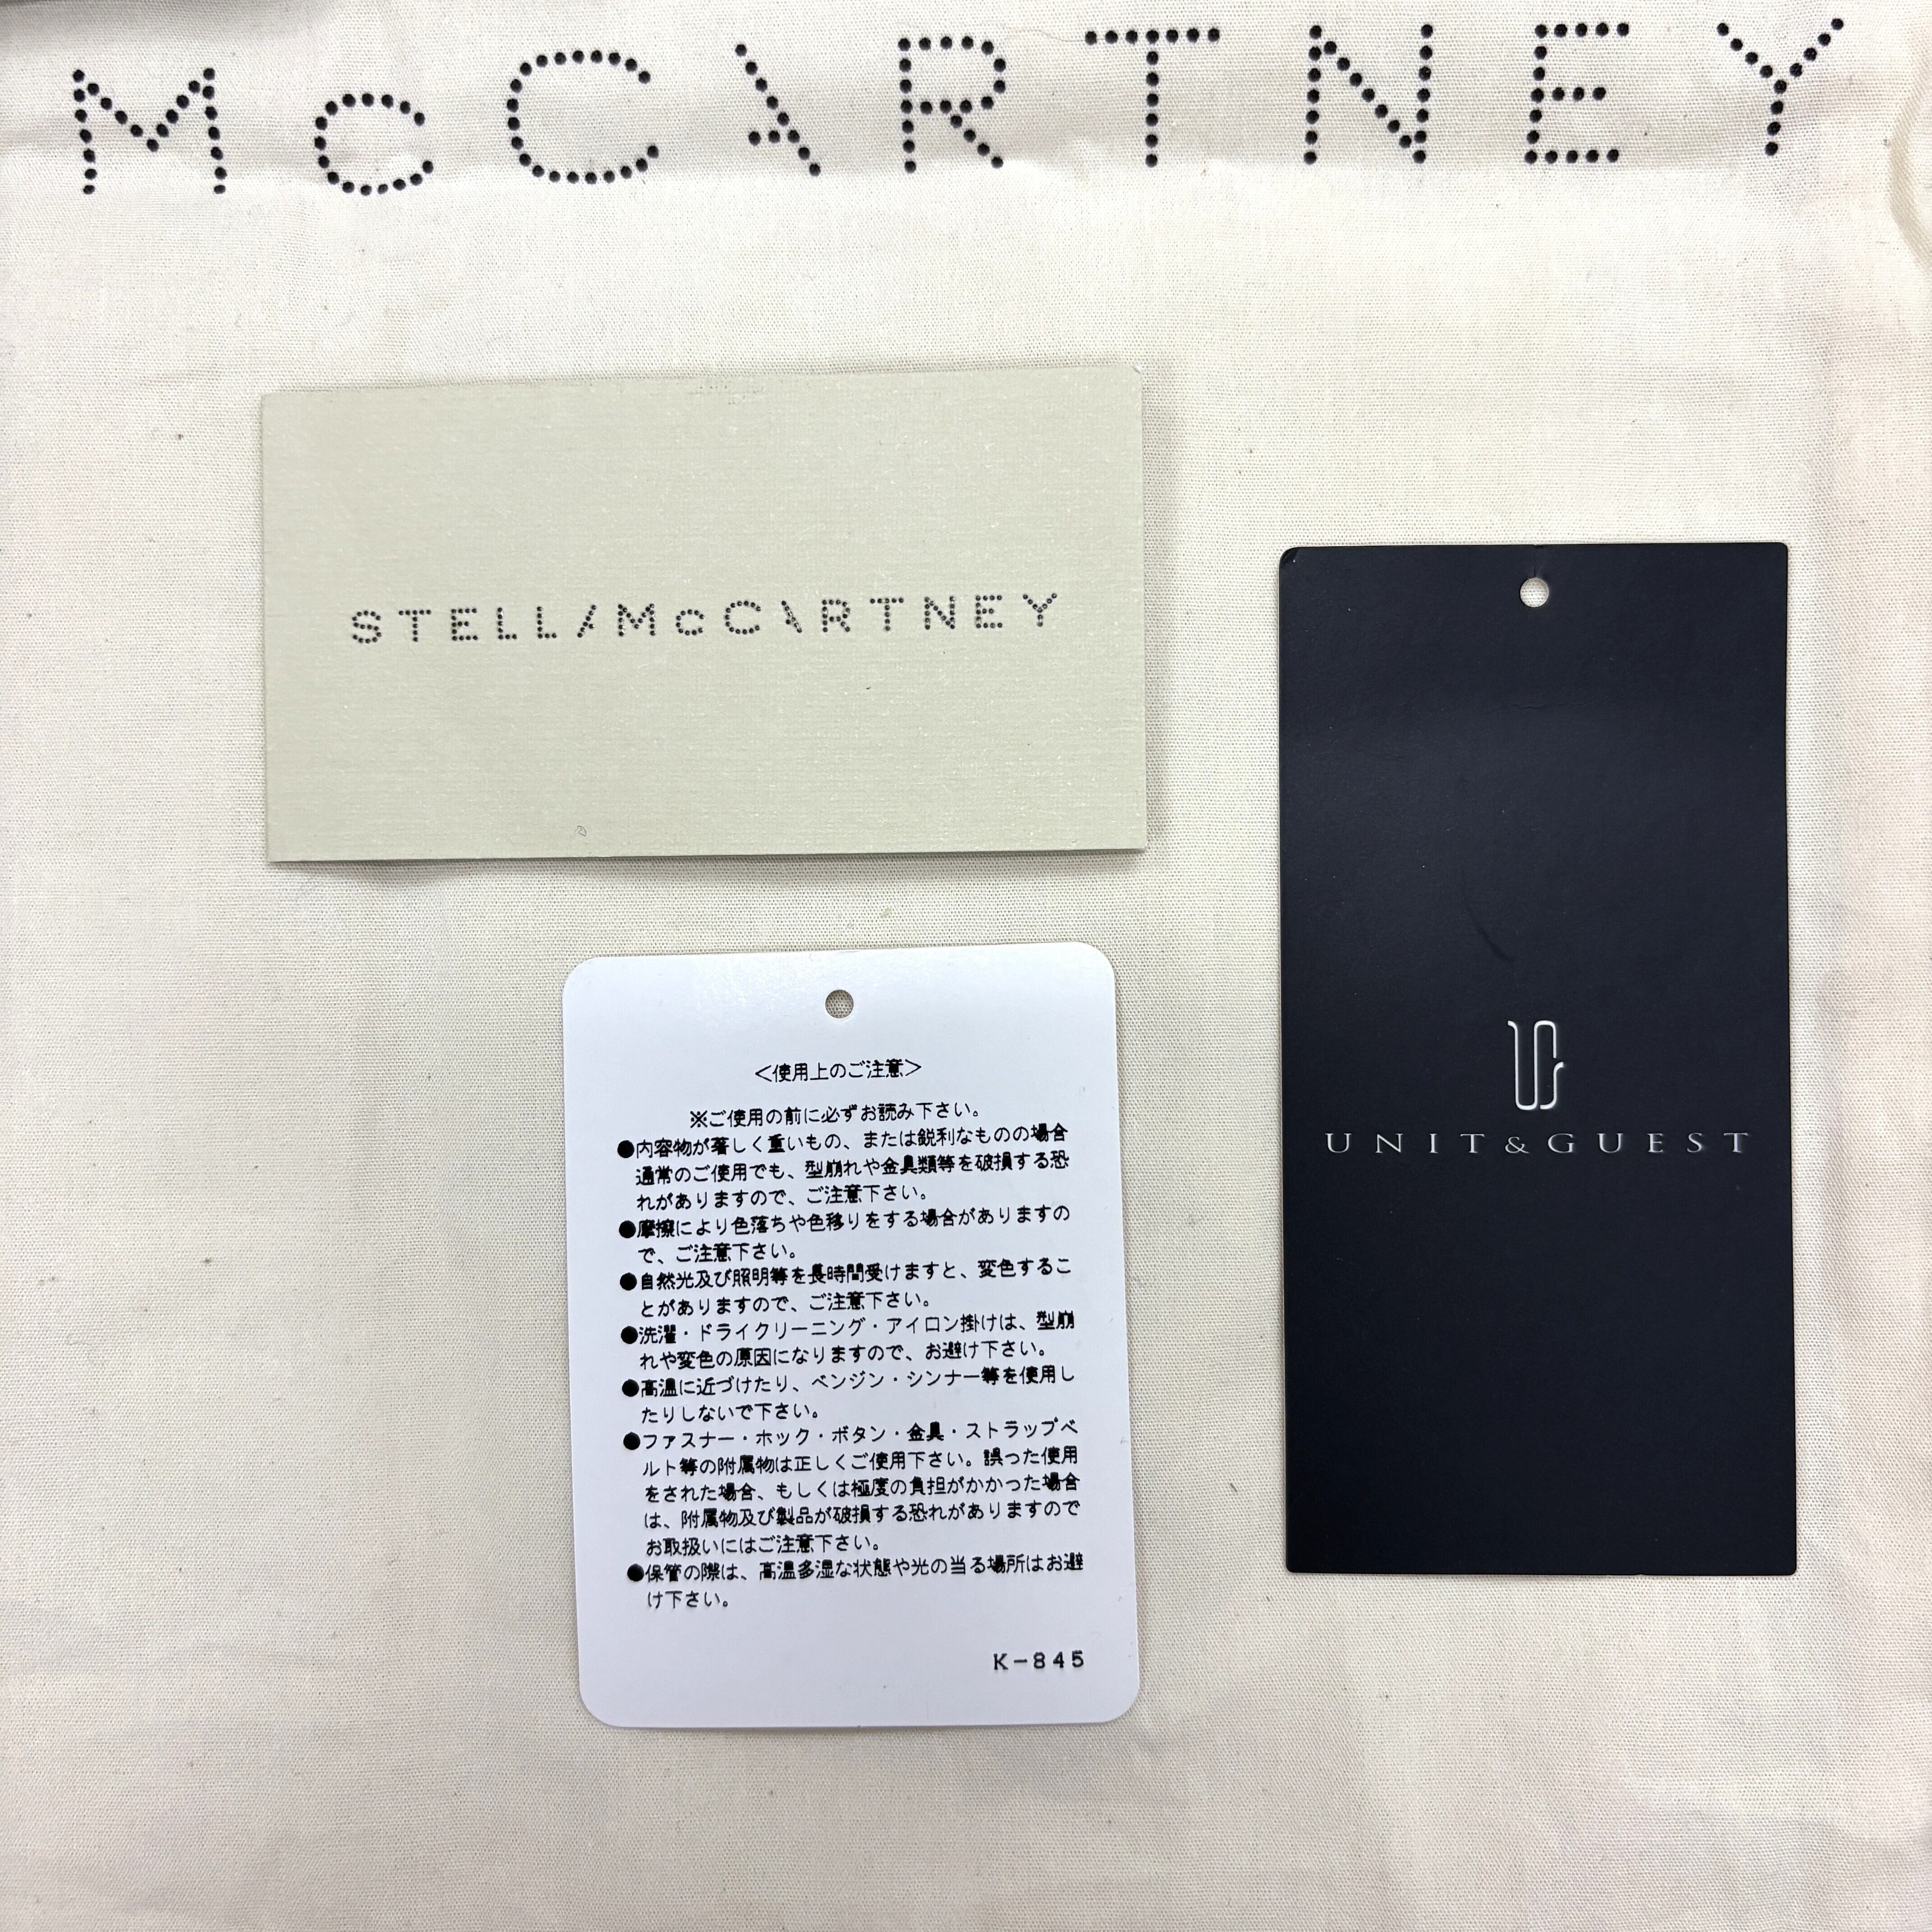 McCARTNEY
STELLA McCARTNEY
<使用上のご注意>
※ご使用の前に必ずお読み下さい。
●内容物が著しく重いもの、または鋭利なものの場合
通常のご使用でも、型崩れや金具類等を破損する恐
れがありますので、ご注意下さい。
●摩擦により色落ちや色移りをする場合がありますの
で、ご注意下さい。
●自然光及び照明等を長時間受けますと、変色するこ
とがありますので、ご注意下さい。
●洗濯・ドライクリーニング・アイロン掛けは、型崩
れや変色の原因になりますので、お避け下さい。
●高温に近づけたり、ベンジン・シンナー等を使用し
たりしないで下さい。
●ファスナー・ホック・ボタン・金具・ストラップベ
ルト等の附属物は正しくご使用下さい。誤った使用
をされた場合、もしくは極度の負担がかかった場合
は、附属物及び製品が破損する恐れがありますので
お取扱いにはご注意下さい。
●保管の際は、高温多湿な状態や光の当る場所はお避
け下さい。
K-845
UNIT&GUEST